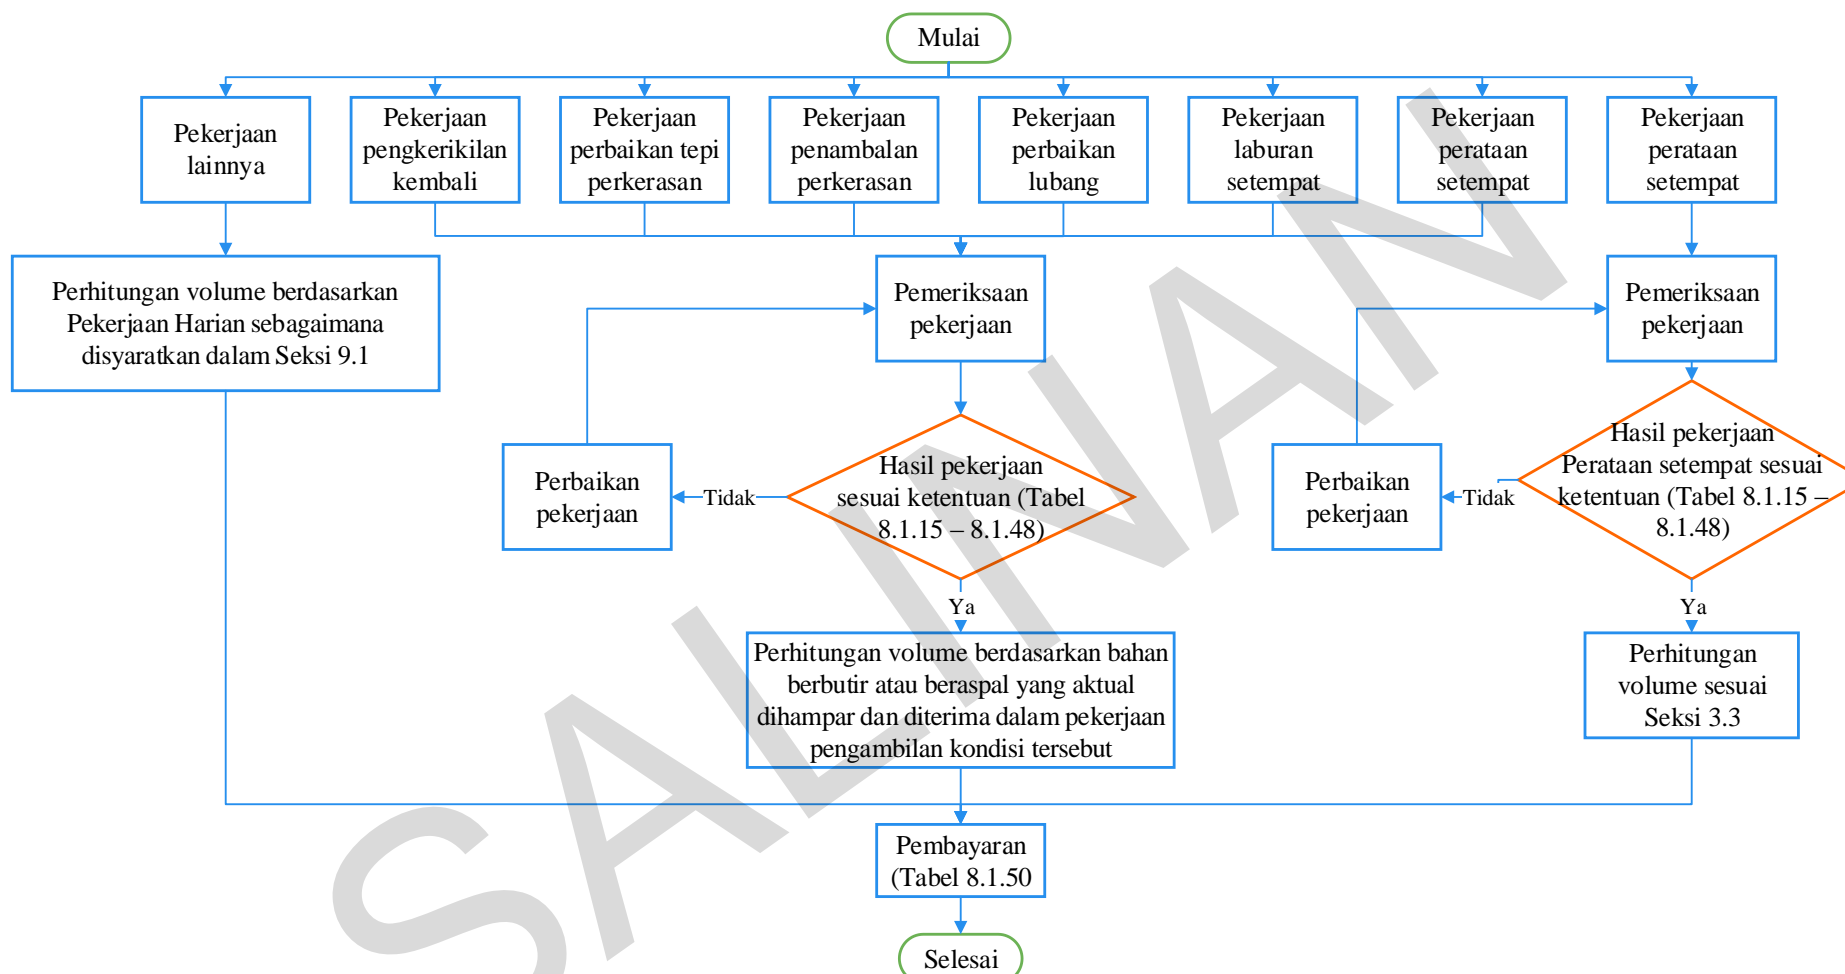 Mulai
Pekerjaan
lainnya
Pekerjaan
pengkerikilan
kembali
Pekerjaan
perbaikan tepi
perkerasan
Pekerjaan
penambalan
perkerasan
Pekerjaan
perbaikan
lubang
Pekerjaan
laburan
setempat
Pekerjaan
perataan
setempat
Pekerjaan
perataan
setempat
Perhitungan volume berdasarkan
Pekerjaan Harian sebagaimana
disyaratkan dalam Seksi 9.1
Pemeriksaan
pekerjaan
Pemeriksaan
pekerjaan
Perbaikan
pekerjaan
Tidak
Hasil pekerjaan
sesuai ketentuan (Tabel
8.1.15 – 8.1.48)
Perbaikan
pekerjaan
Tidak
Hasil pekerjaan
Perataan setempat sesuai
ketentuan (Tabel 8.1.15 –
8.1.48)
Ya
Ya
Perhitungan volume berdasarkan bahan
berbutir atau beraspal yang aktual
dihampar dan diterima dalam pekerjaan
pengambilan kondisi tersebut
Perhitungan
volume sesuai
Seksi 3.3
Pembayaran
(Tabel 8.1.50
Selesai
SALINAN